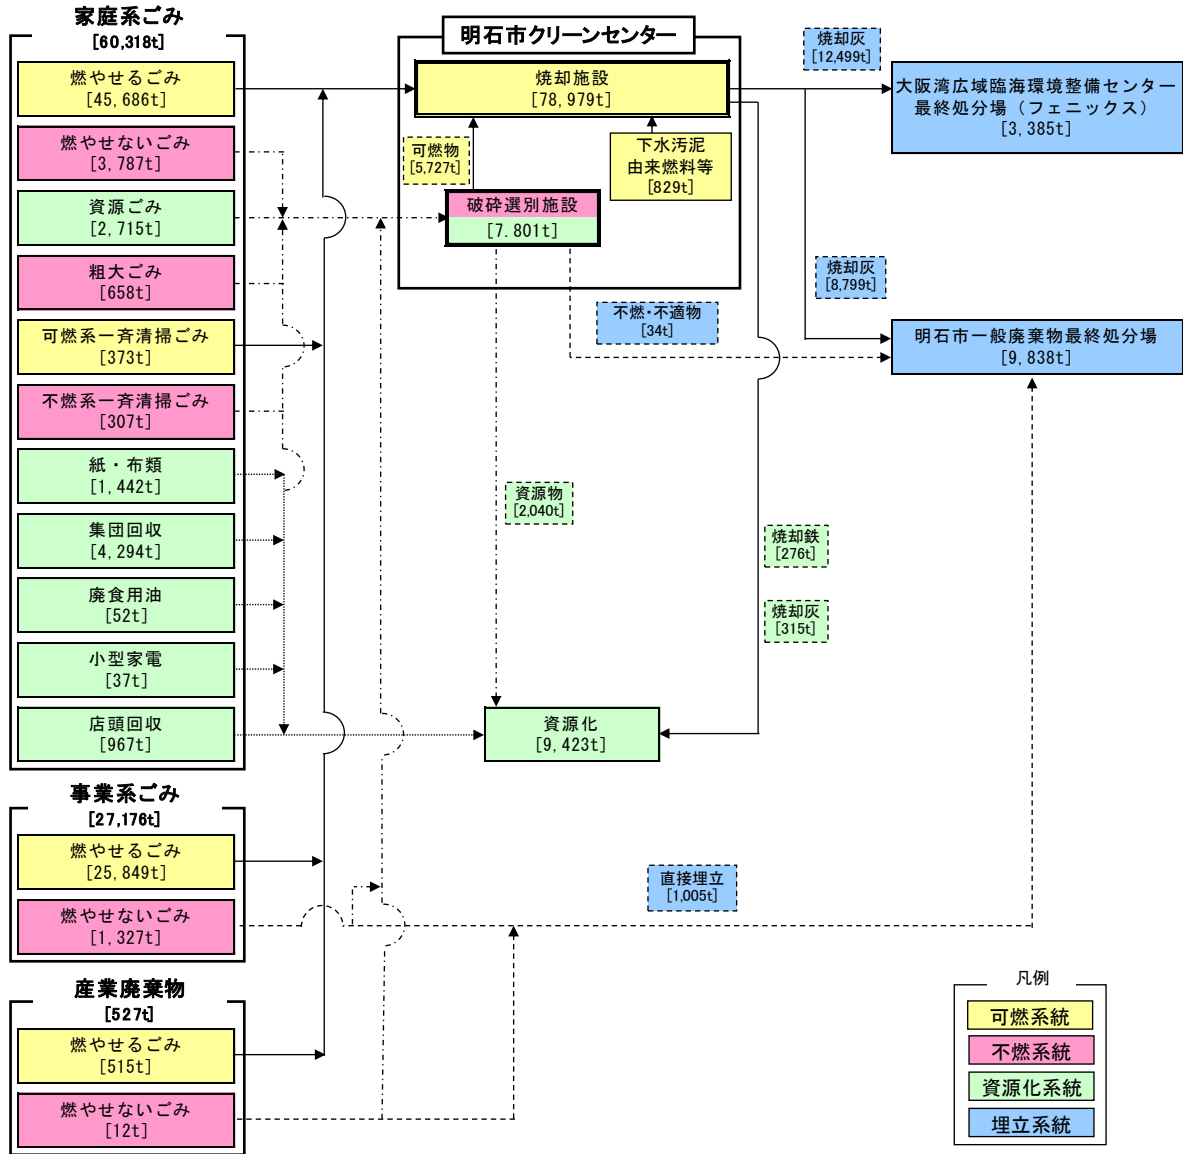 家庭系ごみ
[60,318t]
燃やせるごみ
[45,686t]
燃やせないごみ
[3,787t]
資源ごみ
[2,715t]
粗大ごみ
[658t]
可燃系一斉清掃ごみ
[373t]
不燃系一斉清掃ごみ
[307t]
紙・布類
[1,442t]
集団回収
[4,294t]
廃食用油
[52t]
小型家電
[37t]
店頭回収
[967t]
事業系ごみ
[27,176t]
燃やせるごみ
[25,849t]
燃やせないごみ
[1,327t]
産業廃棄物
[527t]
燃やせるごみ
[515t]
燃やせないごみ
[12t]
明石市クリーンセンター
焼却施設
[78,979t]
可燃物
[5,727t]
下水汚泥
由来燃料等
[829t]
破砕選別施設
[7.801t]
不燃・不適物
[34t]
資源物
[2,040t]
焼却鉄
[276t]
焼却灰
[315t]
資源化
[9,423t]
直接埋立
[1,005t]
焼却灰
[12,499t]
大阪湾広域臨海環境整備センター
最終処分場（フェニックス）
[3,385t]
焼却灰
[8,799t]
明石市一般廃棄物最終処分場
[9,838t]
凡例
可燃系統
不燃系統
資源化系統
埋立系統